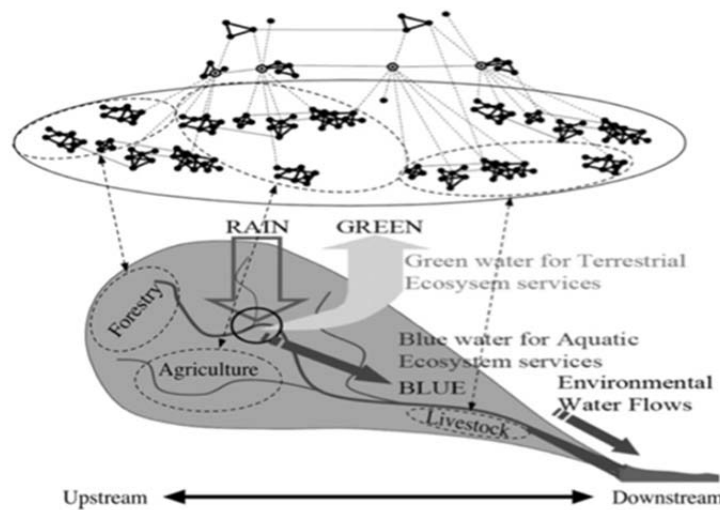 RAIN
GREEN
Green water for Terrestrial
Ecosysem services
Forestry
Blue water for Aquatic
Ecosystem services
Agriculture
BLUE
Environmental
Water Flows
Livestock
Upstream
Downstream